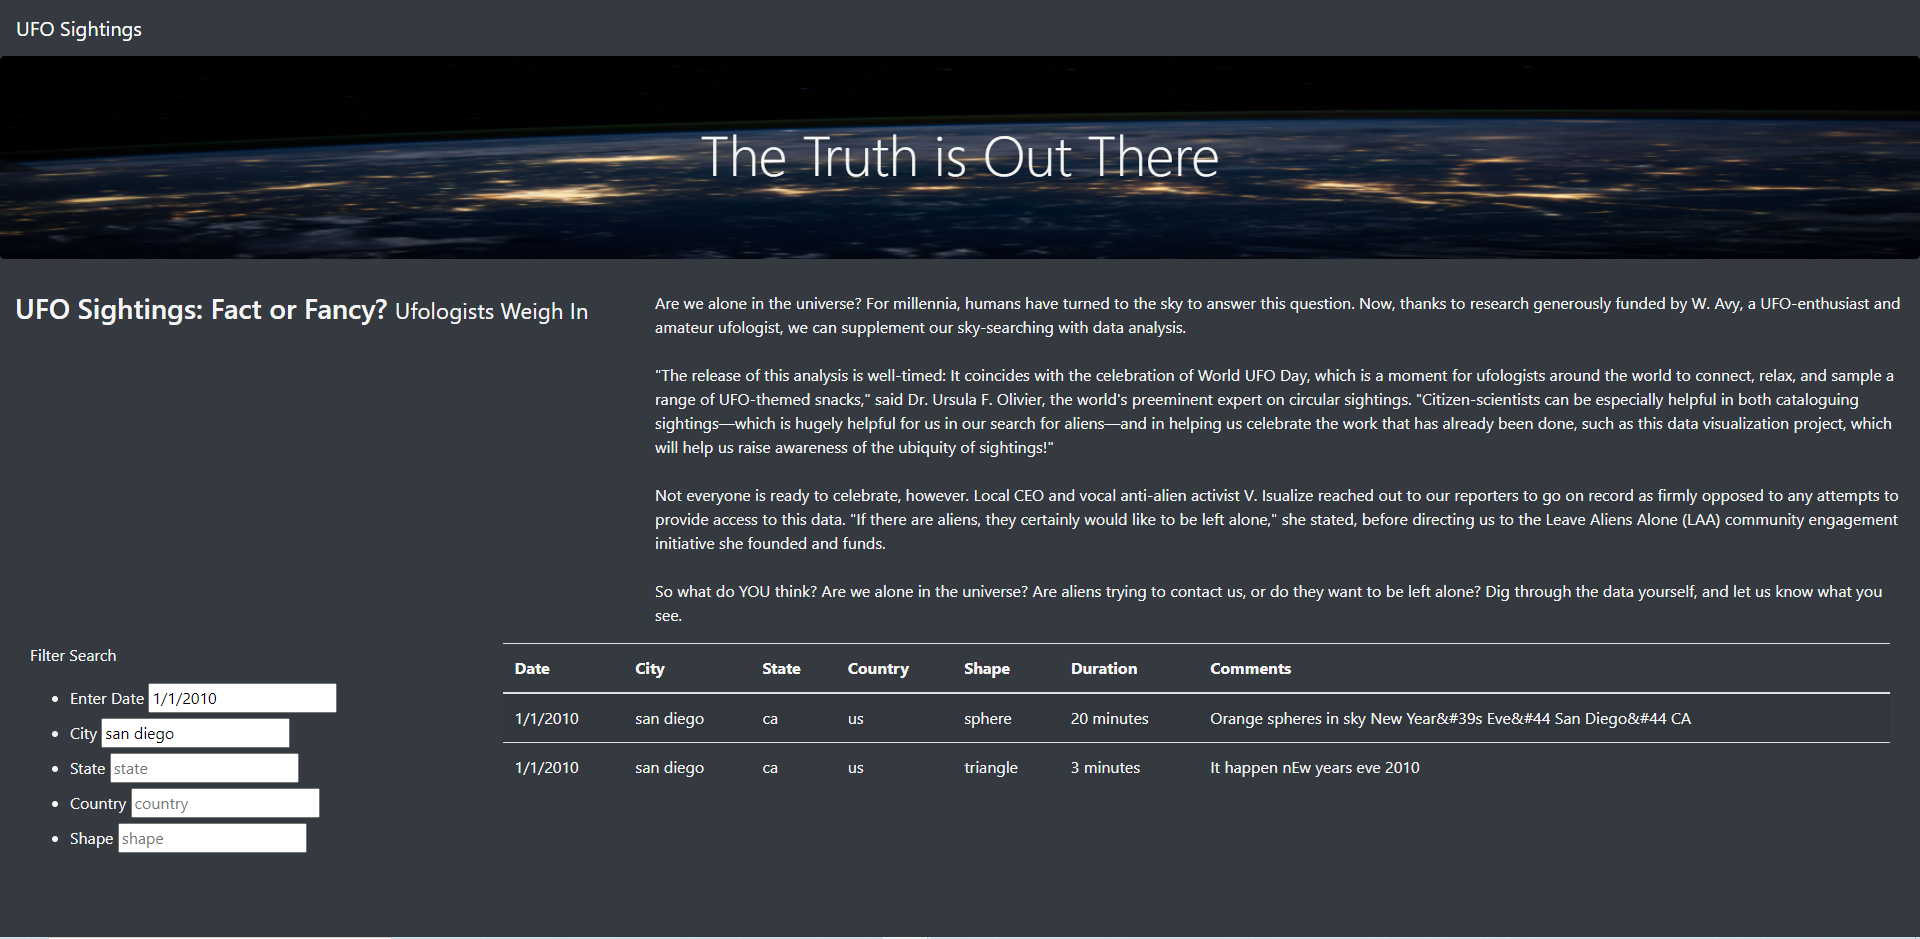 UFO Sightings
The Truth is Out There
UFO Sightings: Fact or Fancy? Ufologists Weigh In
Are we alone in the universe? For millennia, humans have turned to the sky to answer this question. Now, thanks to research generously funded by W. Avy, a UFO-enthusiast and
amateur ufologist, we can supplement our sky-searching with data analysis.
"The release of this analysis is well-timed: It coincides with the celebration of World UFO Day, which is a moment for ufologists around the world to connect, relax, and sample a
range of UFO-themed snacks," said Dr. Ursula F. Olivier, the world's preeminent expert on circular sightings. "Citizen-scientists can be especially helpful in both cataloguing
sightings—which is hugely helpful for us in our search for aliens—and in helping us celebrate the work that has already been done, such as this data visualization project, which
will help us raise awareness of the ubiquity of sightings!"
Not everyone is ready to celebrate, however. Local CEO and vocal anti-alien activist V. Isualize reached out to our reporters to go on record as firmly opposed to any attempts to
provide access to this data. "If there are aliens, they certainly would like to be left alone," she stated, before directing us to the Leave Aliens Alone (LAA) community engagement
initiative she founded and funds.
So what do YOU think? Are we alone in the universe? Are aliens trying to contact us, or do they want to be left alone? Dig through the data yourself, and let us know what you
see.
Filter Search
Enter Date 1/1/2010
City san diego
State state
Country country
Shape shape
Date City State Country Shape Duration Comments
1/1/2010 san diego ca us sphere 20 minutes Orange spheres in sky New Year&#39s Eve&#44 San Diego&#44 CA
1/1/2010 san diego ca us triangle 3 minutes It happen nEw years eve 2010